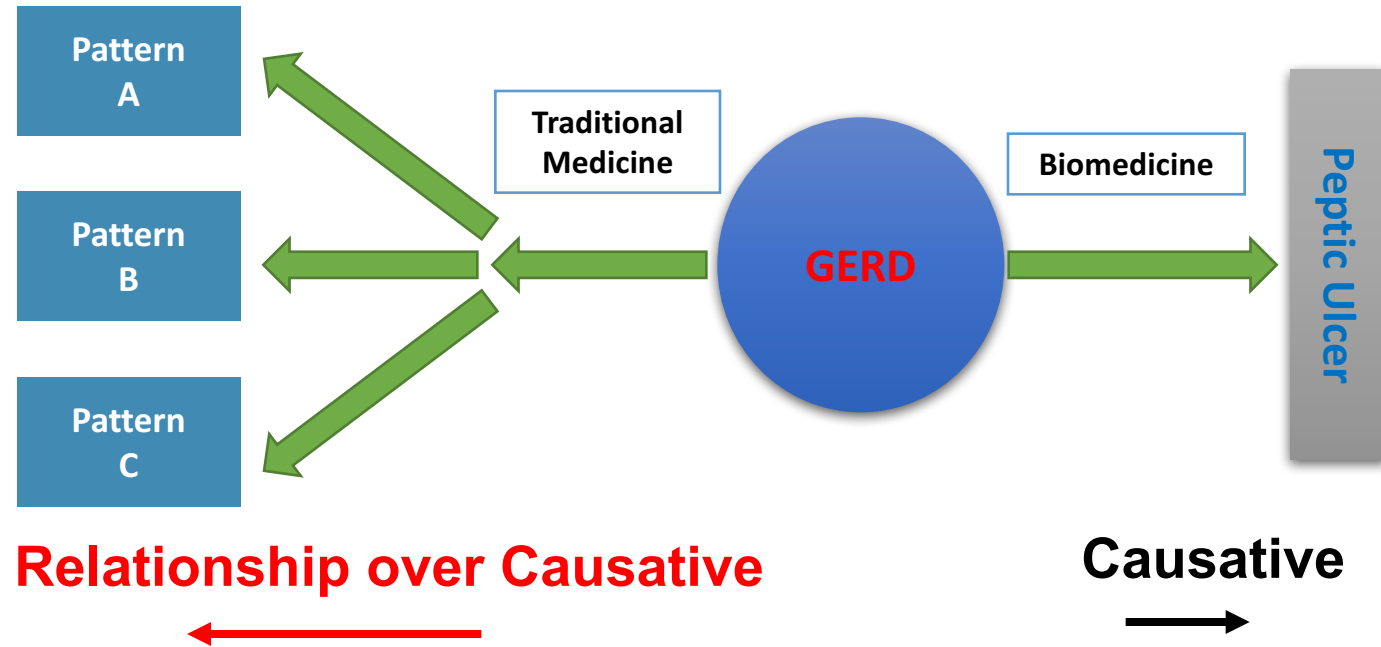 Pattern
A
Traditional
Medicine
Biomedicine
Pattern
B
GERD
Peptic Ulcer
Pattern
C
Relationship over Causative
Causative